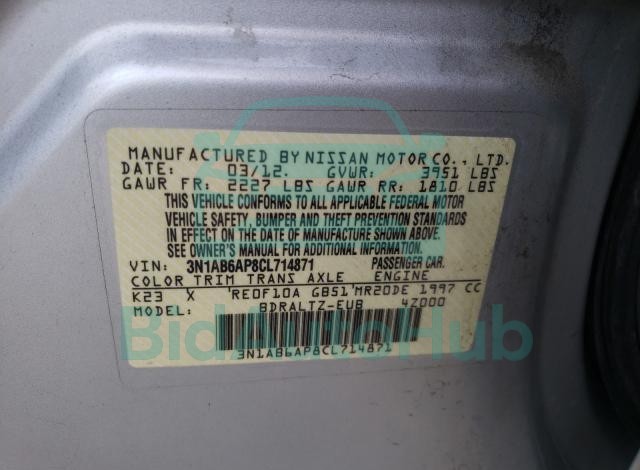 MANUFACTURED BY NISSAN MOTOR CO., LTD.
DATE: 03/12. GVWR: 3951 LBS
GAWR FR: 2227 LBS GAWR RR: 1810 LBS
THIS VEHICLE CONFORMS TO ALL APPLICABLE FEDERAL MOTOR
VEHICLE SAFETY, BUMPER AND THEFT PREVENTION STANDARDS
IN EFFECT ON THE DATE OF MANUFACTURE SHOWN ABOVE.
SEE OWNER'S MANUAL FOR ADDITIONAL INFORMATION.
VIN: 3N1AB6AP8CL714871 PASSENGER CAR.
COLOR TRIM TRANS AXLE ENGINE
K23 X RE0F10A GB51 MR20DE 1997 CC
BDRALTZ-EUB 4Z000
3N1AB6AP8CL714871
BidAutoHub